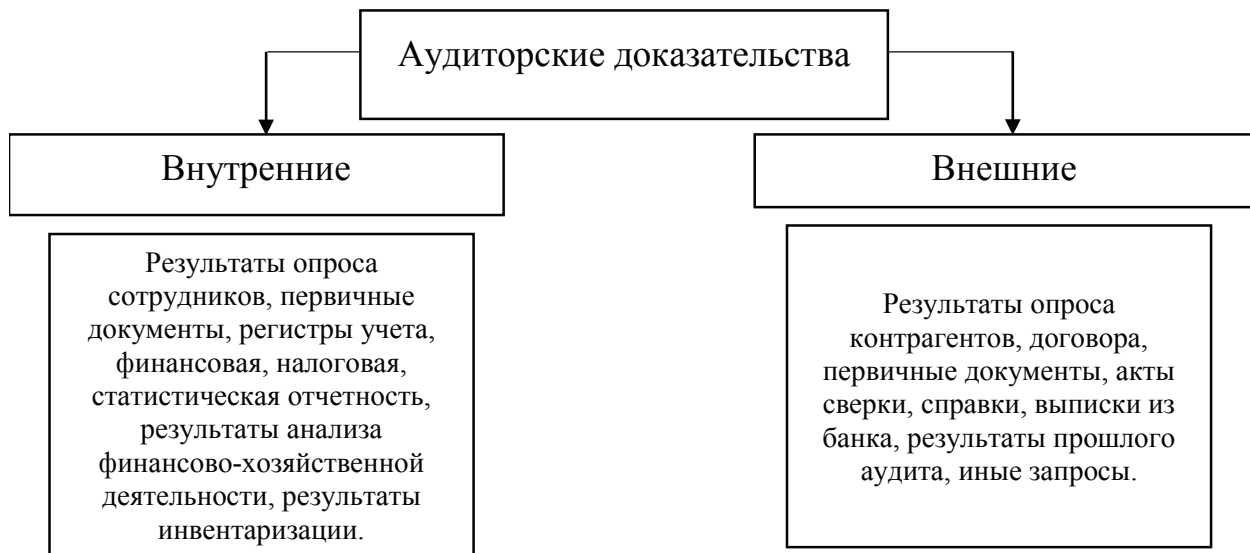 Аудиторские доказательства
Внутренние
Внешние
Результаты опроса
сотрудников, первичные
документы, регистры учета,
финансовая, налоговая,
статистическая отчетность,
результаты анализа
финансово-хозяйственной
деятельности, результаты
инвентаризации.
Результаты опроса
контрагентов, договора,
первичные документы, акты
сверки, справки, выписки из
банка, результаты прошлого
аудита, иные запросы.